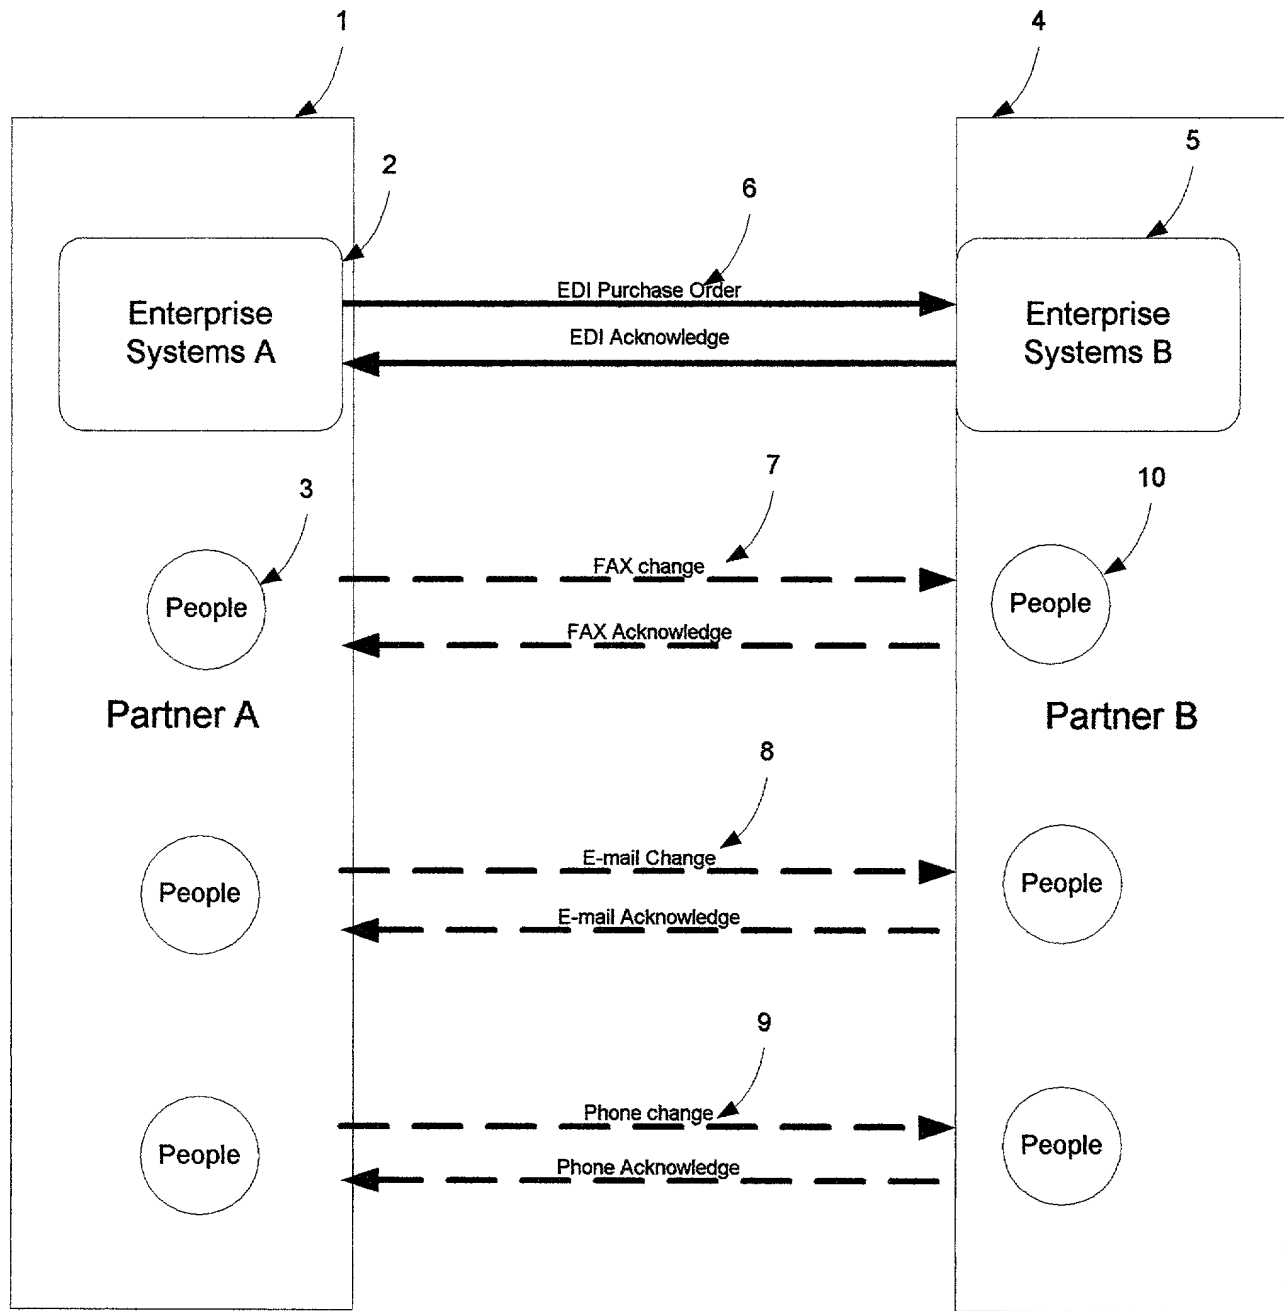 1
4
2
5
6
EDI Purchase Order
Enterprise
Systems A
Enterprise
Systems B
EDI Acknowledge
7
10
3
FAX change
People
People
FAX Acknowledge
Partner A
Partner B
8
E-mail Change
People
People
E-mail Acknowledge
9
Phone change
People
People
Phone Acknowledge